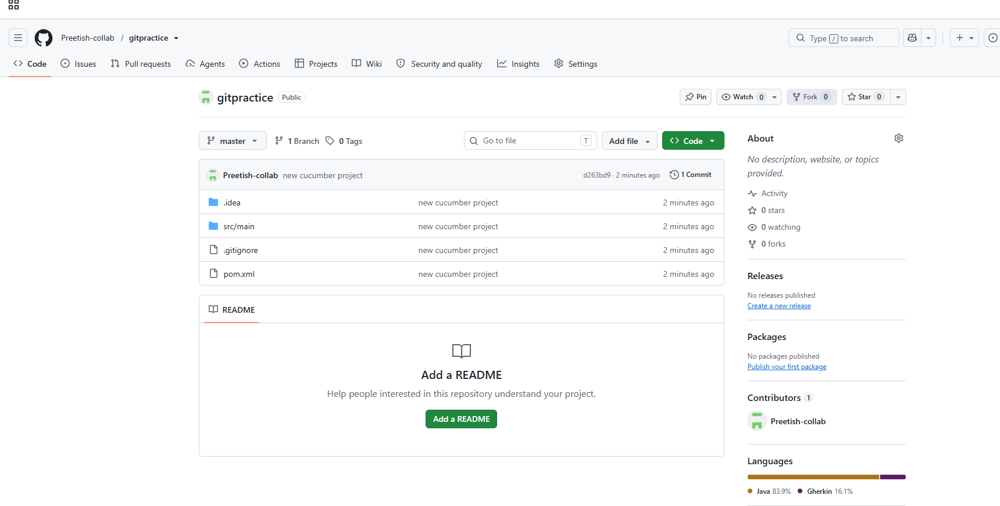 Preetish-collab / gitpractice
Type / to search
Code Issues Pull requests Agents Actions Projects Wiki Security and quality Insights Settings
gitpractice Public
Pin Watch 0 Fork 0 Star 0
master 1 Branch 0 Tags Go to file T Add file Code
Preetish-collab new cucumber project d263bd9 · 2 minutes ago 1 Commit
.idea new cucumber project 2 minutes ago
src/main new cucumber project 2 minutes ago
.gitignore new cucumber project 2 minutes ago
pom.xml new cucumber project 2 minutes ago
README
Add a README
Help people interested in this repository understand your project.
Add a README
About
No description, website, or topics
provided.
Activity
0 stars
0 watching
0 forks
Releases
No releases published
Create a new release
Packages
No packages published
Publish your first package
Contributors 1
Preetish-collab
Languages
Java 83.9% Gherkin 16.1%